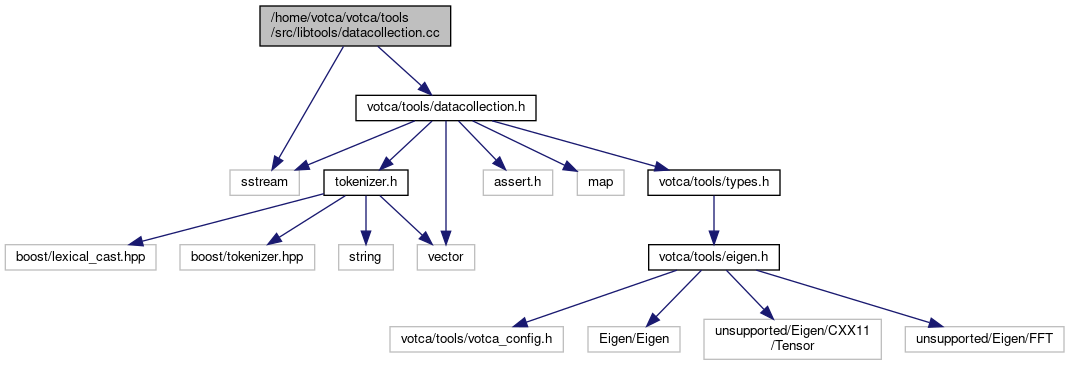 /home/votca/votca/tools
/src/libtools/datacollection.cc
votca/tools/datacollection.h
sstream
tokenizer.h
assert.h
map
votca/tools/types.h
boost/lexical_cast.hpp
boost/tokenizer.hpp
string
vector
votca/tools/eigen.h
votca/tools/votca_config.h
Eigen/Eigen
unsupported/Eigen/CXX11
/Tensor
unsupported/Eigen/FFT